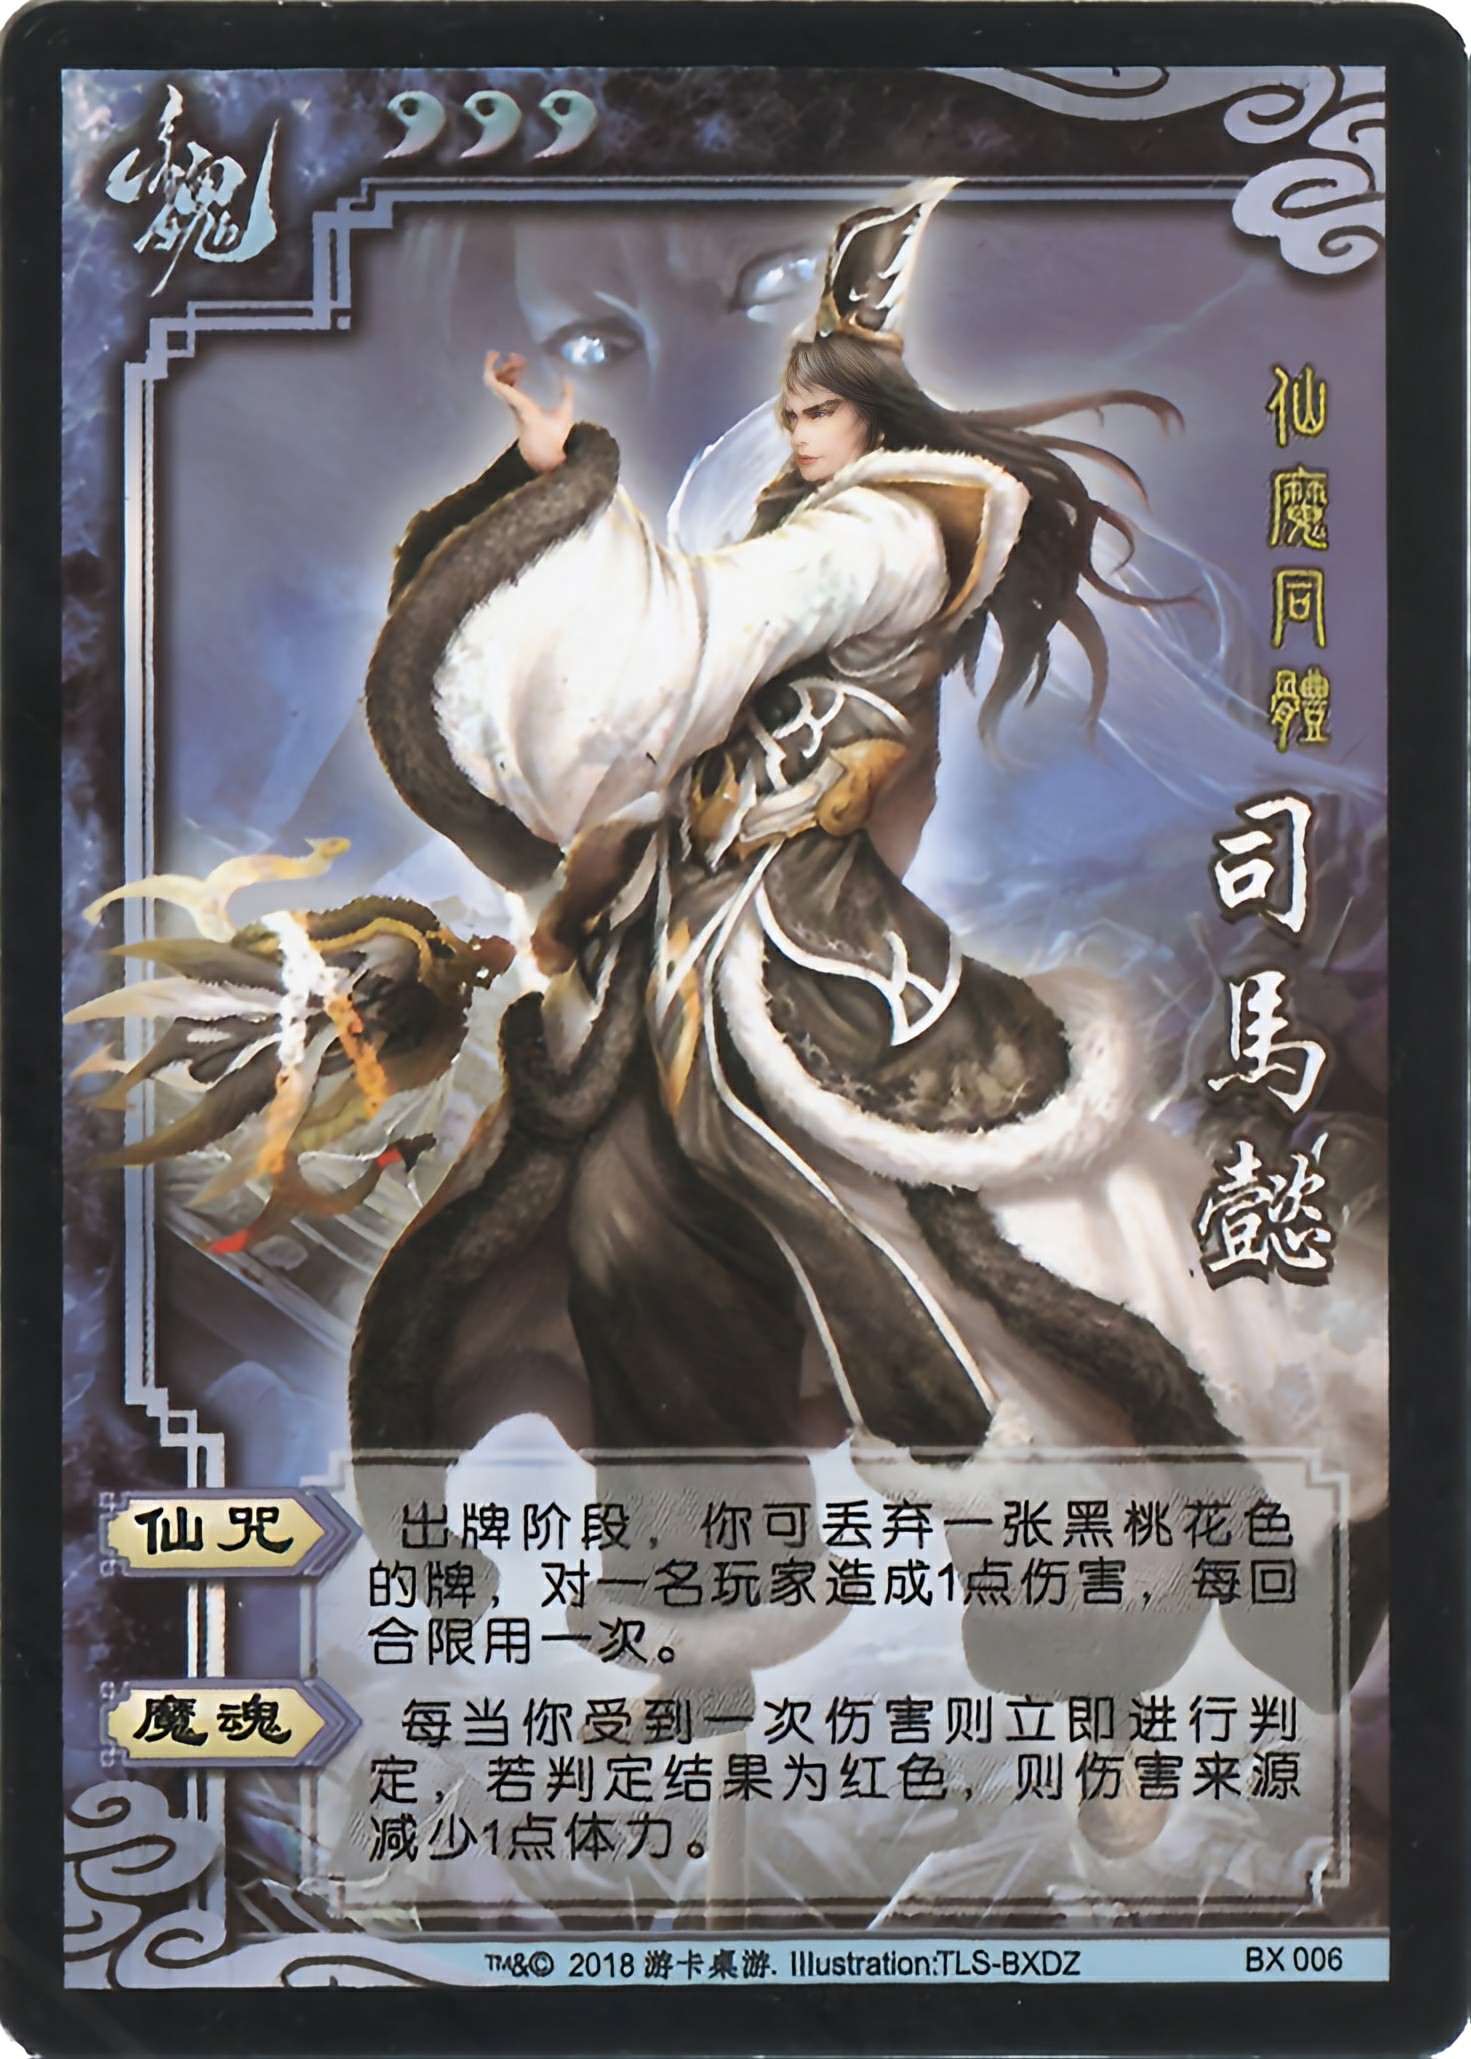 魏
仙魔同體
司馬懿
仙咒
出牌阶段，你可丢弃一张黑桃花色
的牌，对一名玩家造成1点伤害，每回
合限用一次。
魔魂
每当你受到一次伤害则立即进行判
定，若判定结果为红色，则伤害来源
减少1点体力。
™&© 2018 游卡桌游. Illustration:TLS-BXDZ
BX 006